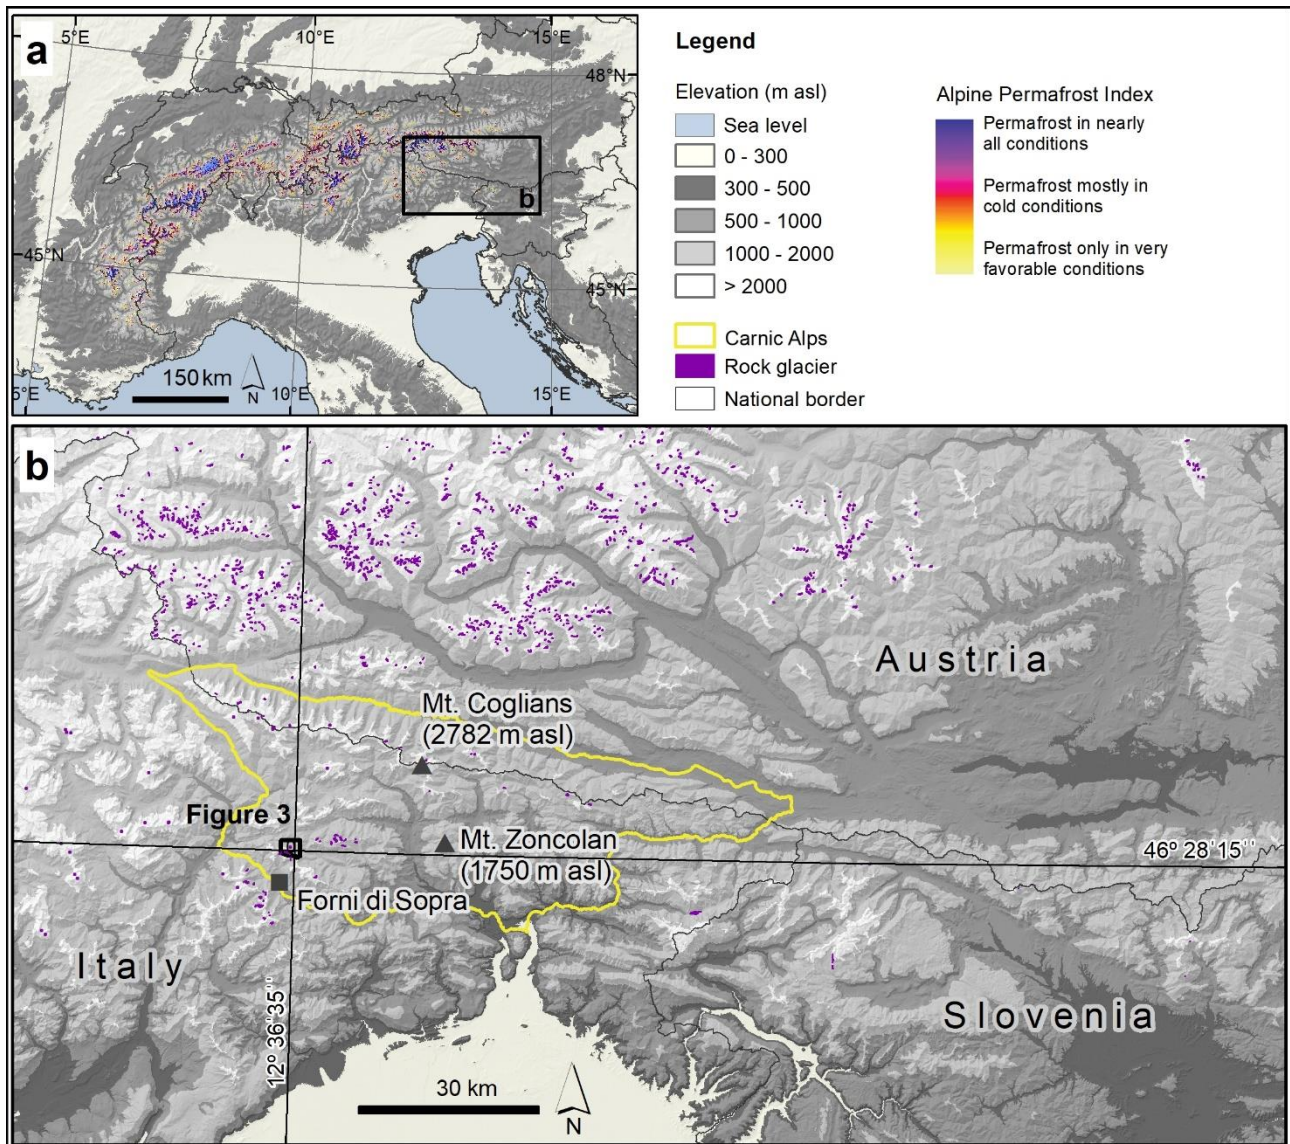 a
5°E
10°E
15°E
48°N
45°N
b
45°N
150 km
N
5°E
10°E
15°E
Legend
Elevation (m asl)
Sea level
0 - 300
300 - 500
500 - 1000
1000 - 2000
> 2000
Carnic Alps
Rock glacier
National border
Alpine Permafrost Index
Permafrost in nearly
all conditions
Permafrost mostly in
cold conditions
Permafrost only in very
favorable conditions
b
Austria
Mt. Coglians
(2782 m asl)
Figure 3
Mt. Zoncolan
(1750 m asl)
46° 28'15''
Forni di Sopra
Italy
Slovenia
12° 36'35''
30 km
N